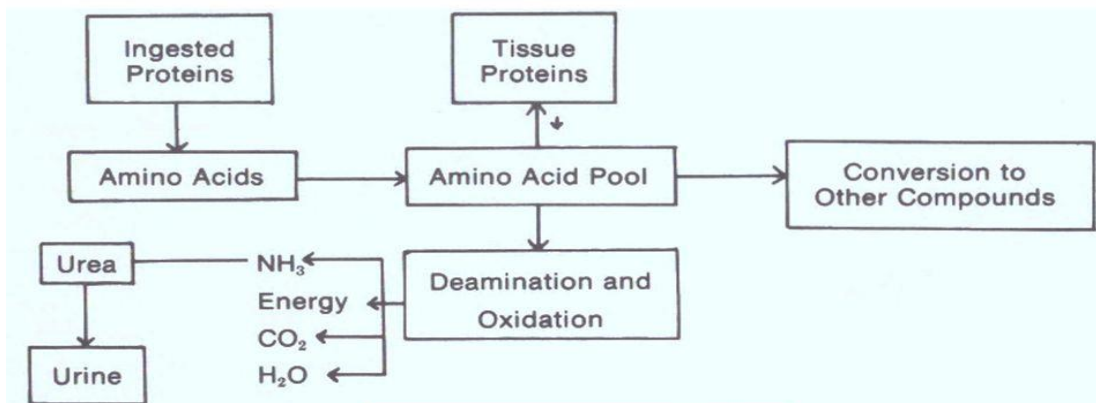 Ingested
Proteins
Tissue
Proteins
Amino Acids
Amino Acid Pool
Conversion to
Other Compounds
Urea
NH₃
Energy
CO₂
H₂O
Deamination and
Oxidation
Urine